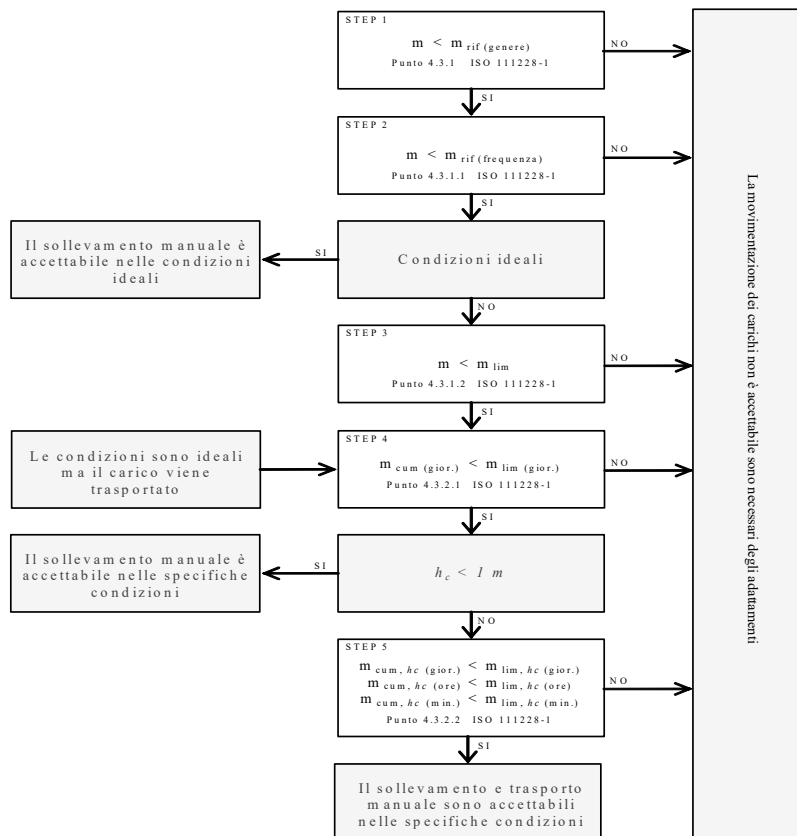 STEP 1
m < m rif (genere)
Punto 4.3.1 ISO 111228-1
NO
SI
STEP 2
m < m rif (frequenza)
Punto 4.3.1.1 ISO 111228-1
NO
SI
Il sollevamento manuale è
accettabile nelle condizioni
ideali
SI
Condizioni ideali
NO
STEP 3
m < m lim
Punto 4.3.1.2 ISO 111228-1
NO
SI
Le condizioni sono ideali
ma il carico viene
trasportato
STEP 4
m cum (gior.) < m lim (gior.)
Punto 4.3.2.1 ISO 111228-1
NO
SI
Il sollevamento manuale è
accettabile nelle specifiche
condizioni
SI
hc < 1 m
NO
STEP 5
m cum, hc (gior.) < m lim, hc (gior.)
m cum, hc (ore) < m lim, hc (ore)
m cum, hc (min.) < m lim, hc (min.)
Punto 4.3.2.2 ISO 111228-1
NO
SI
Il sollevamento e trasporto
manuale sono accettabili
nelle specifiche condizioni
La movimentazione dei carichi non è accettabile sono necessari degli adattamenti